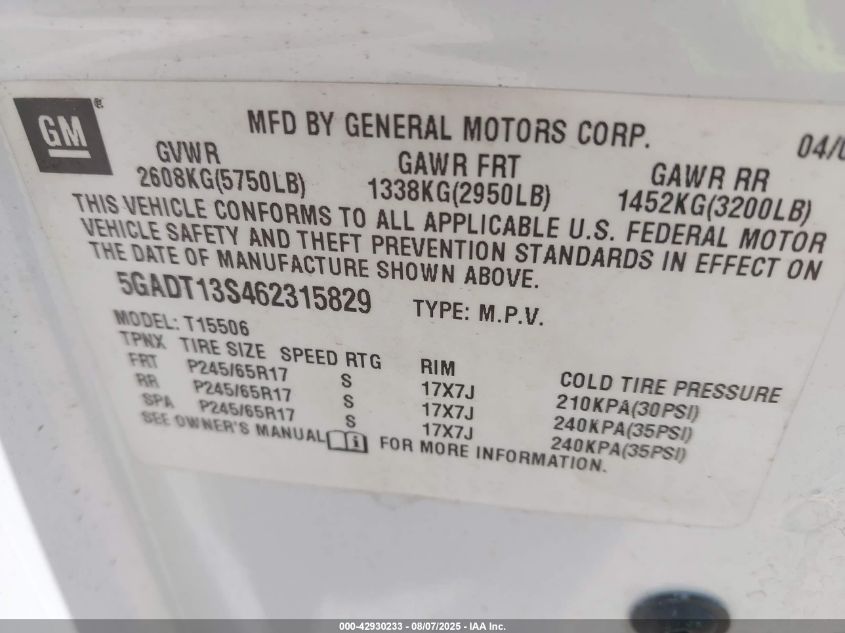 GM
MFD BY GENERAL MOTORS CORP.
GVWR GAWR FRT GAWR RR
2608KG(5750LB) 1338KG(2950LB) 1452KG(3200LB)
THIS VEHICLE CONFORMS TO ALL APPLICABLE U.S. FEDERAL MOTOR
VEHICLE SAFETY AND THEFT PREVENTION STANDARDS IN EFFECT ON
THE DATE OF MANUFACTURE SHOWN ABOVE.
5GADT13S462315829 TYPE: M.P.V.
MODEL: T15506
TPNX TIRE SIZE SPEED RTG RIM COLD TIRE PRESSURE
FRT P245/65R17 S 17X7J 210KPA(30PSI)
RR P245/65R17 S 17X7J 240KPA(35PSI)
SPA P245/65R17 S 17X7J 240KPA(35PSI)
SEE OWNER'S MANUAL FOR MORE INFORMATION.
000-42930233 - 08/07/2025 - IAA Inc.